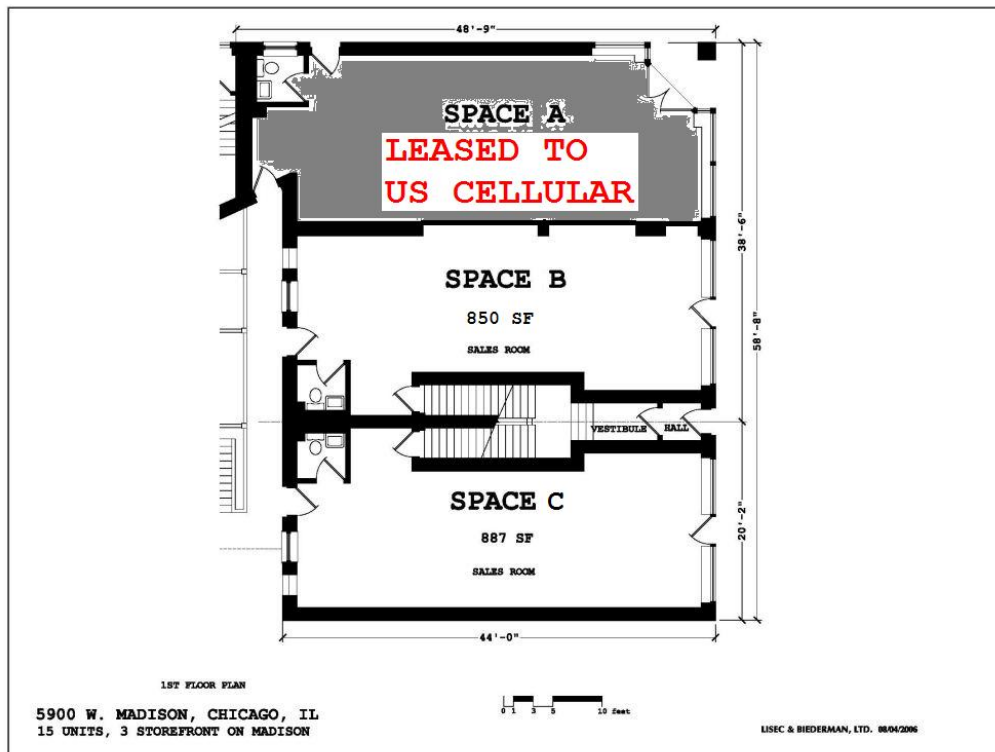 48'-9"
SPACE A
LEASED TO
US CELLULAR
38'-6"
58'-8"
SPACE B
850 SF
SALES ROOM
VESTIBULE
HALL
SPACE C
887 SF
SALES ROOM
20'-2"
44'-0"
1ST FLOOR PLAN
5900 W. MADISON, CHICAGO, IL
15 UNITS, 3 STOREFRONT ON MADISON
0 1 3 5 10 feet
LISEC & BIEDERMAN, LTD. 08/04/2006